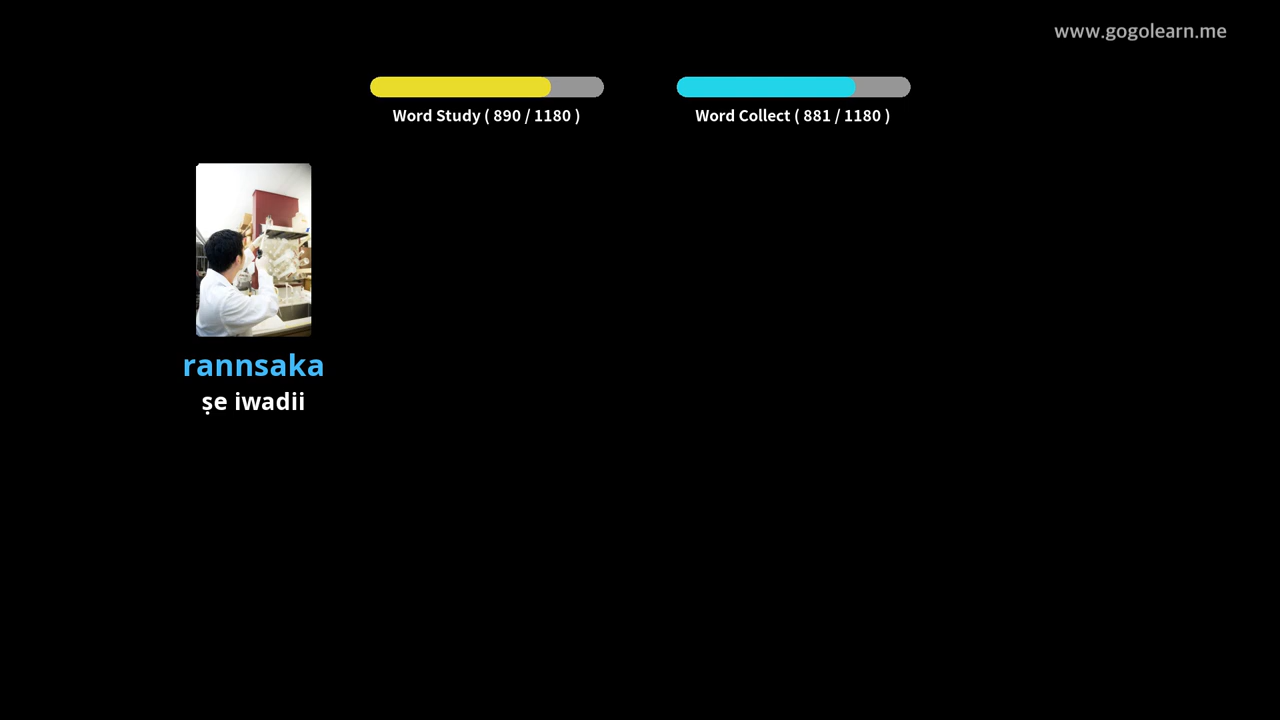 www.gogolearn.me
Word Study ( 890 / 1180 )
Word Collect ( 881 / 1180 )
rannsaka
ṣe iwadii